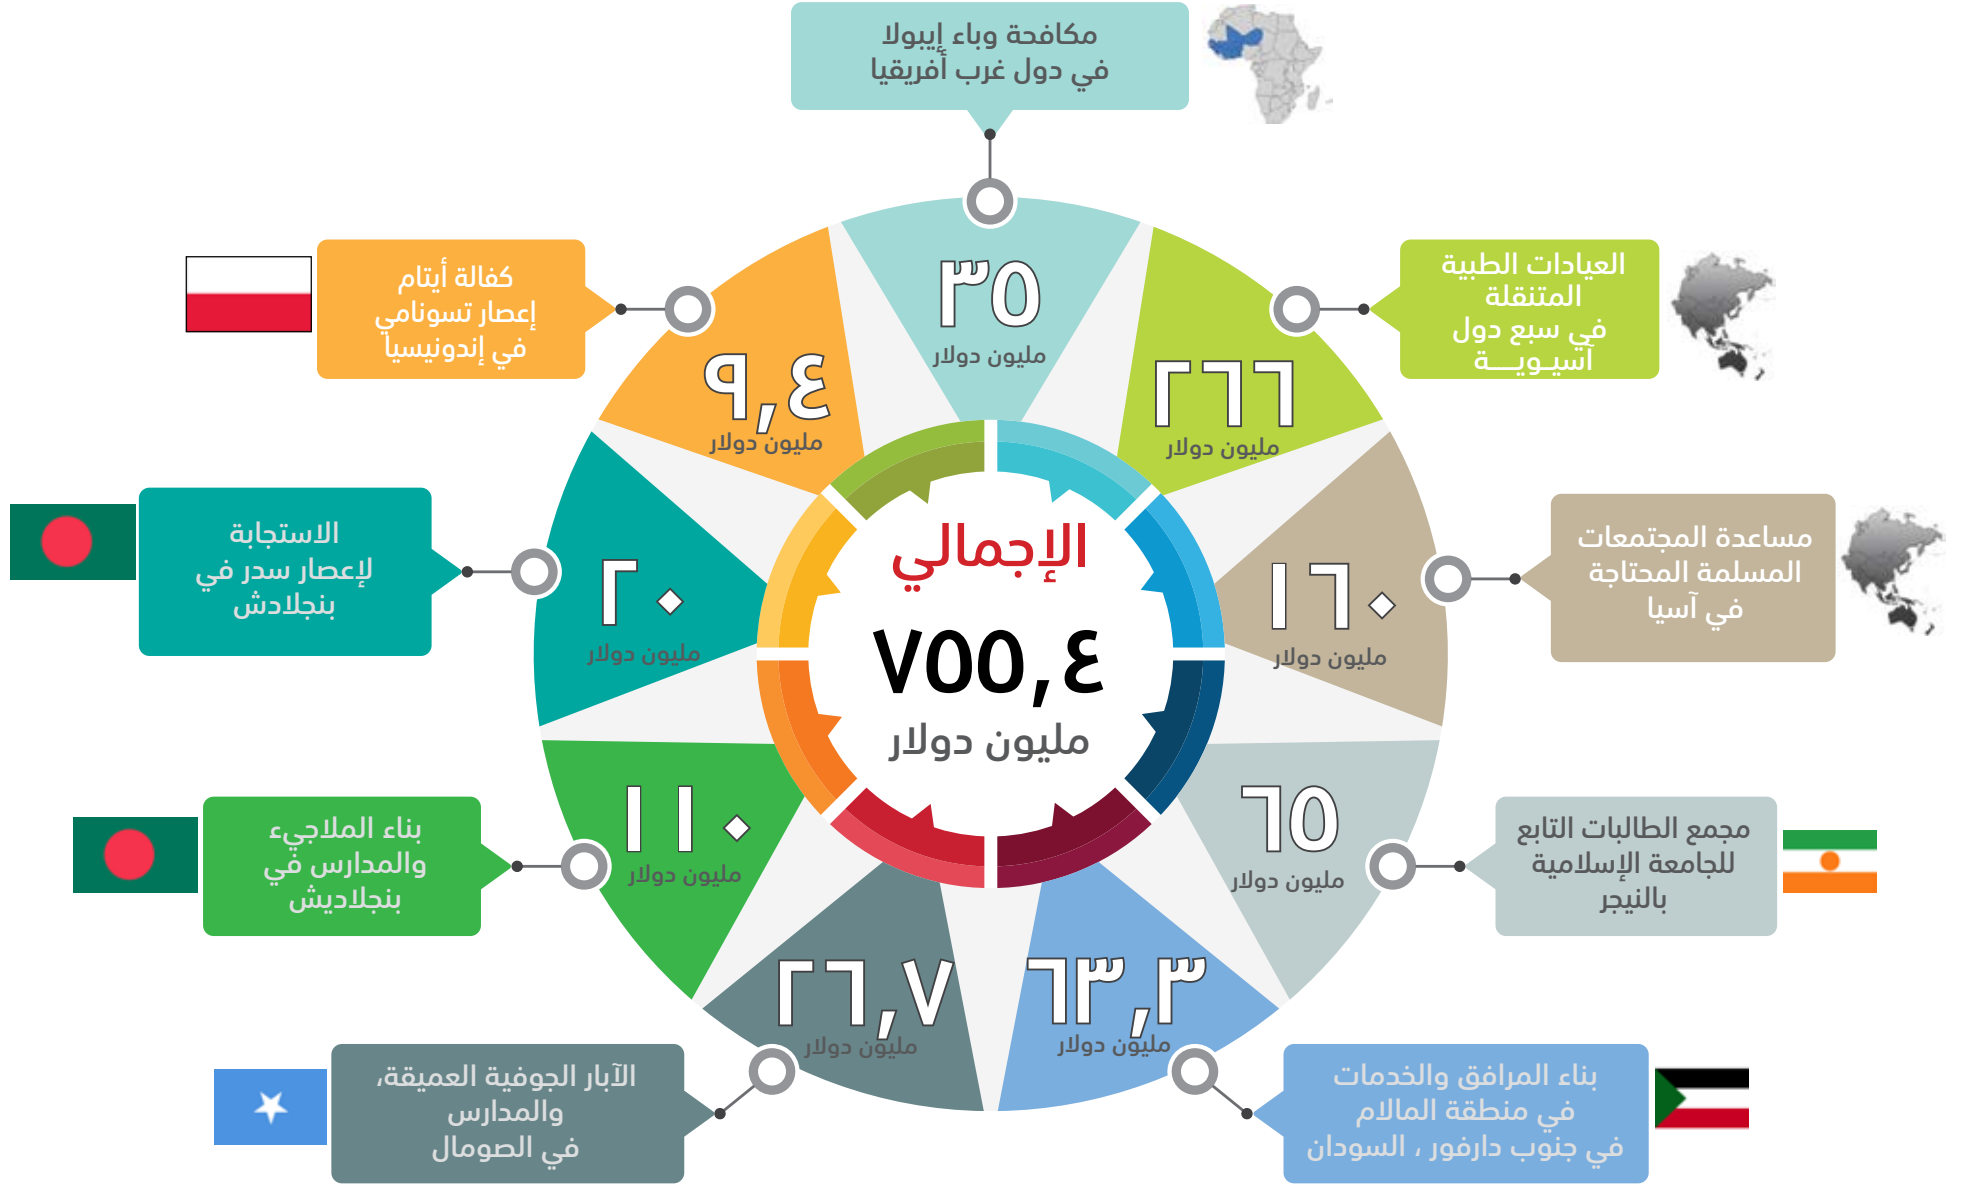 مكافحة وباء إيبولا
في دول غرب أفريقيا
٣٥
مليون دولار
العيادات الطبية
المتنقلة
في سبع دول
آسيـويــــة
٢٦٦
مليون دولار
مساعدة المجتمعات
المسلمة المحتاجة
في آسيا
١٦٠
مليون دولار
مجمع الطالبات التابع
للجامعة الإسلامية
بالنيجر
٦٥
مليون دولار
بناء المرافق والخدمات
في منطقة المالام
في جنوب دارفور ، السودان
٦٣,٣
مليون دولار
الآبار الجوفية العميقة،
والمدارس
في الصومال
٢٦,٧
مليون دولار
بناء الملاجيء
والمدارس في
بنجلاديش
١١٠
مليون دولار
الاستجابة
لإعصار سدر في
بنجلادش
٢٠
مليون دولار
كفالة أيتام
إعصار تسونامي
في إندونيسيا
٩,٤
مليون دولار
الإجمالي
٧٥٥,٤
مليون دولار